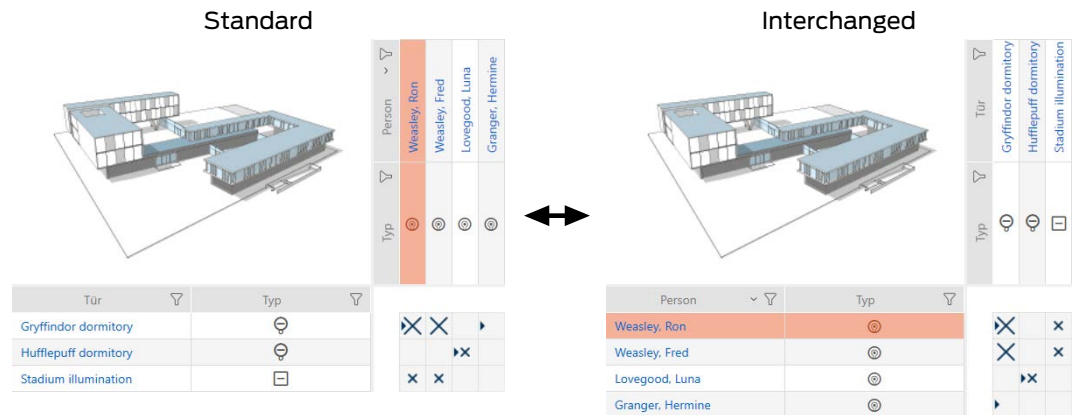 Standard
Interchanged
Person
Weasley, Ron
Weasley, Fred
Lovegood, Luna
Granger, Hermine
Typ
Tür
Typ
Gryffindor dormitory
Hufflepuff dormitory
Stadium illumination
Tür
Gryffindor dormitory
Hufflepuff dormitory
Stadium illumination
Typ
Person
Typ
Weasley, Ron
Weasley, Fred
Lovegood, Luna
Granger, Hermine